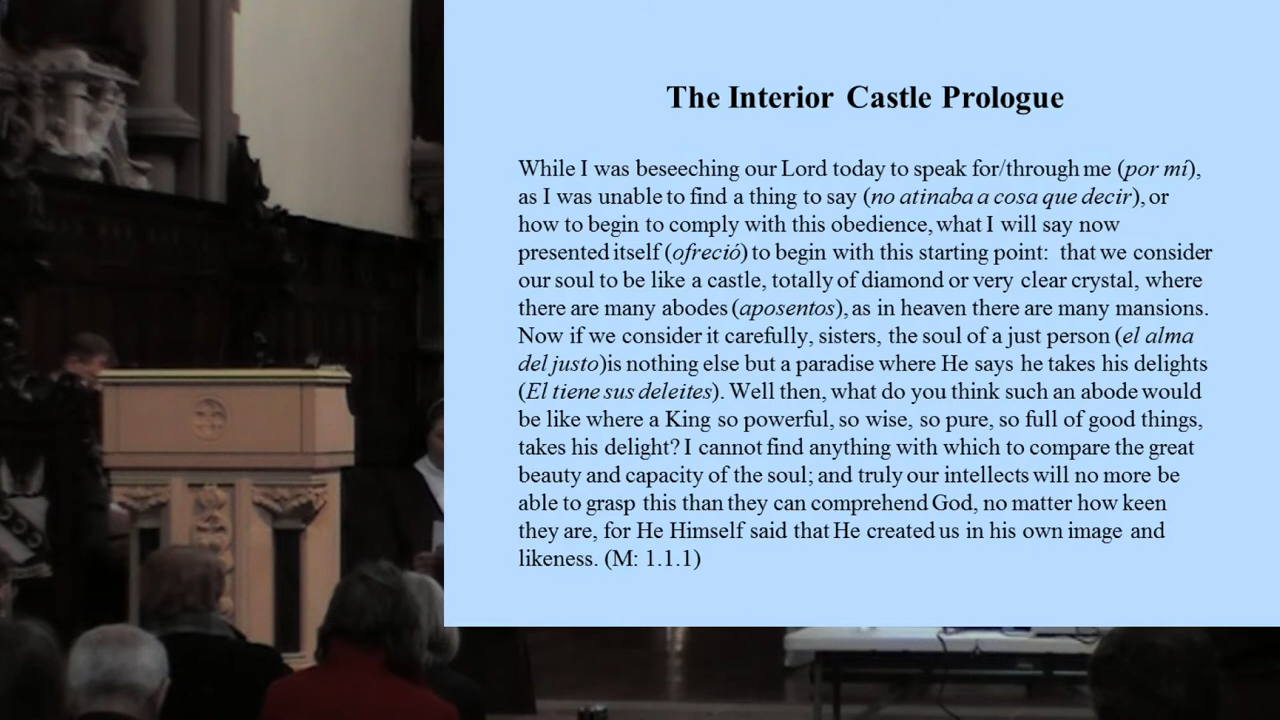 The Interior Castle Prologue
While I was beseeching our Lord today to speak for/through me (por mí),
as I was unable to find a thing to say (no atinaba a cosa que decir), or
how to begin to comply with this obedience, what I will say now
presented itself (ofreció) to begin with this starting point:  that we consider
our soul to be like a castle, totally of diamond or very clear crystal, where
there are many abodes (aposentos), as in heaven there are many mansions.
Now if we consider it carefully, sisters, the soul of a just person (el alma
del justo)is nothing else but a paradise where He says he takes his delights
(El tiene sus deleites). Well then, what do you think such an abode would
be like where a King so powerful, so wise, so pure, so full of good things,
takes his delight? I cannot find anything with which to compare the great
beauty and capacity of the soul; and truly our intellects will no more be
able to grasp this than they can comprehend God, no matter how keen
they are, for He Himself said that He created us in his own image and
likeness. (M: 1.1.1)